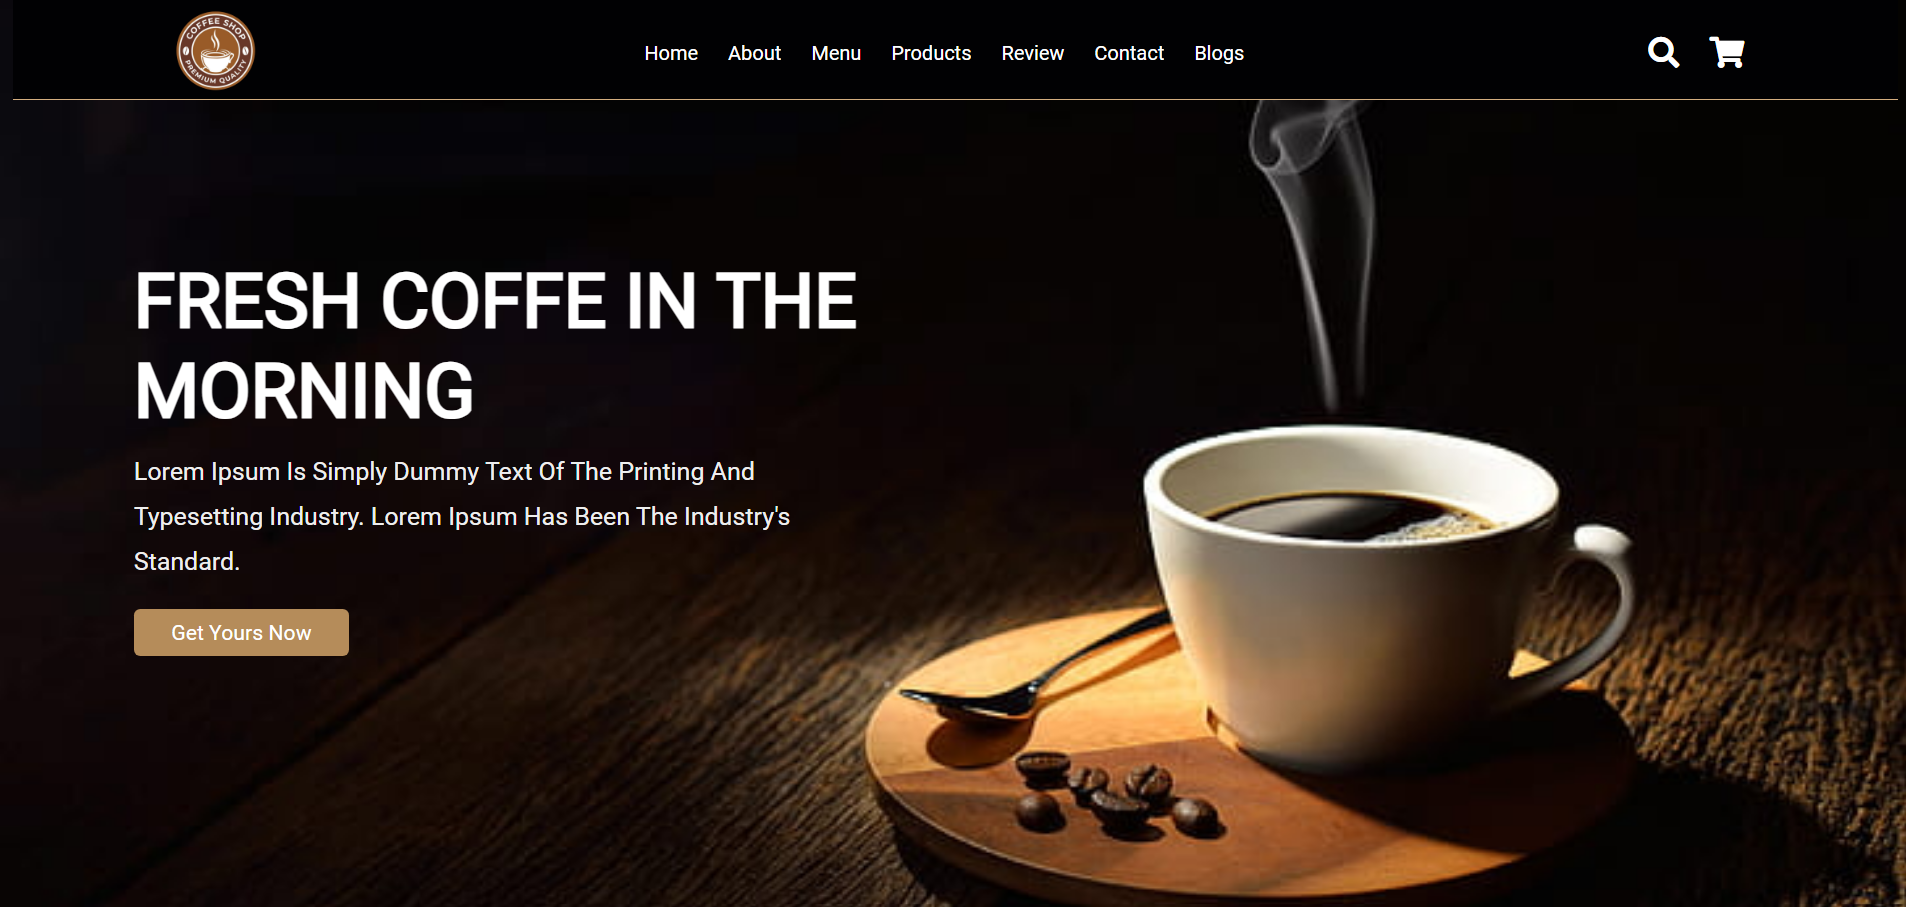 COFFEE SHOP
PREMIUM QUALITY
Home About Menu Products Review Contact Blogs
FRESH COFFE IN THE
MORNING
Lorem Ipsum Is Simply Dummy Text Of The Printing And
Typesetting Industry. Lorem Ipsum Has Been The Industry's
Standard.
Get Yours Now